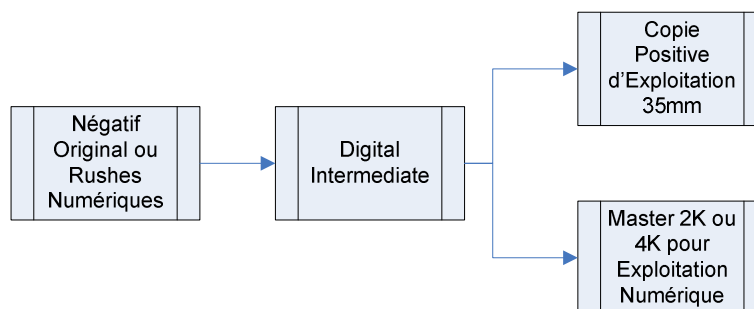 Négatif
Original ou
Rushes
Numériques
Digital
Intermediate
Copie
Positive
d’Exploitation
35mm
Master 2K ou
4K pour
Exploitation
Numérique